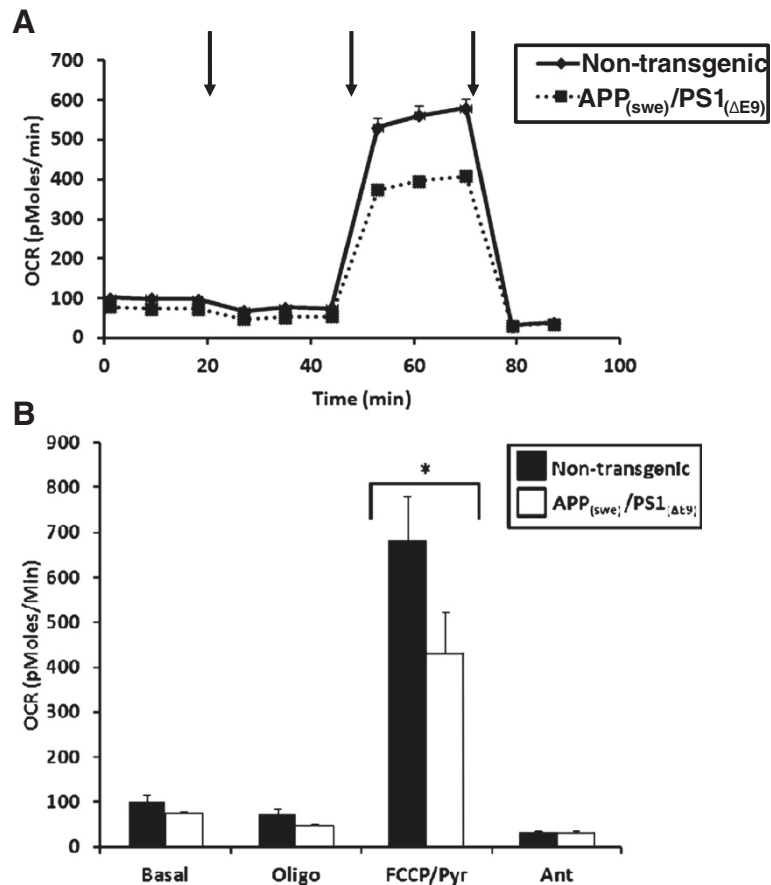 A
700
600
500
400
300
200
100
0
OCR (pMoles/min)
0 20 40 60 80 100
Time (min)
Non-transgenic
APP(swe)/PS1(ΔE9)
B
900
800
700
600
500
400
300
200
100
0
OCR (pMoles/Min)
*
Non-transgenic
APP(swe)/PS1(ΔE9)
Basal Oligo FCCP/Pyr Ant